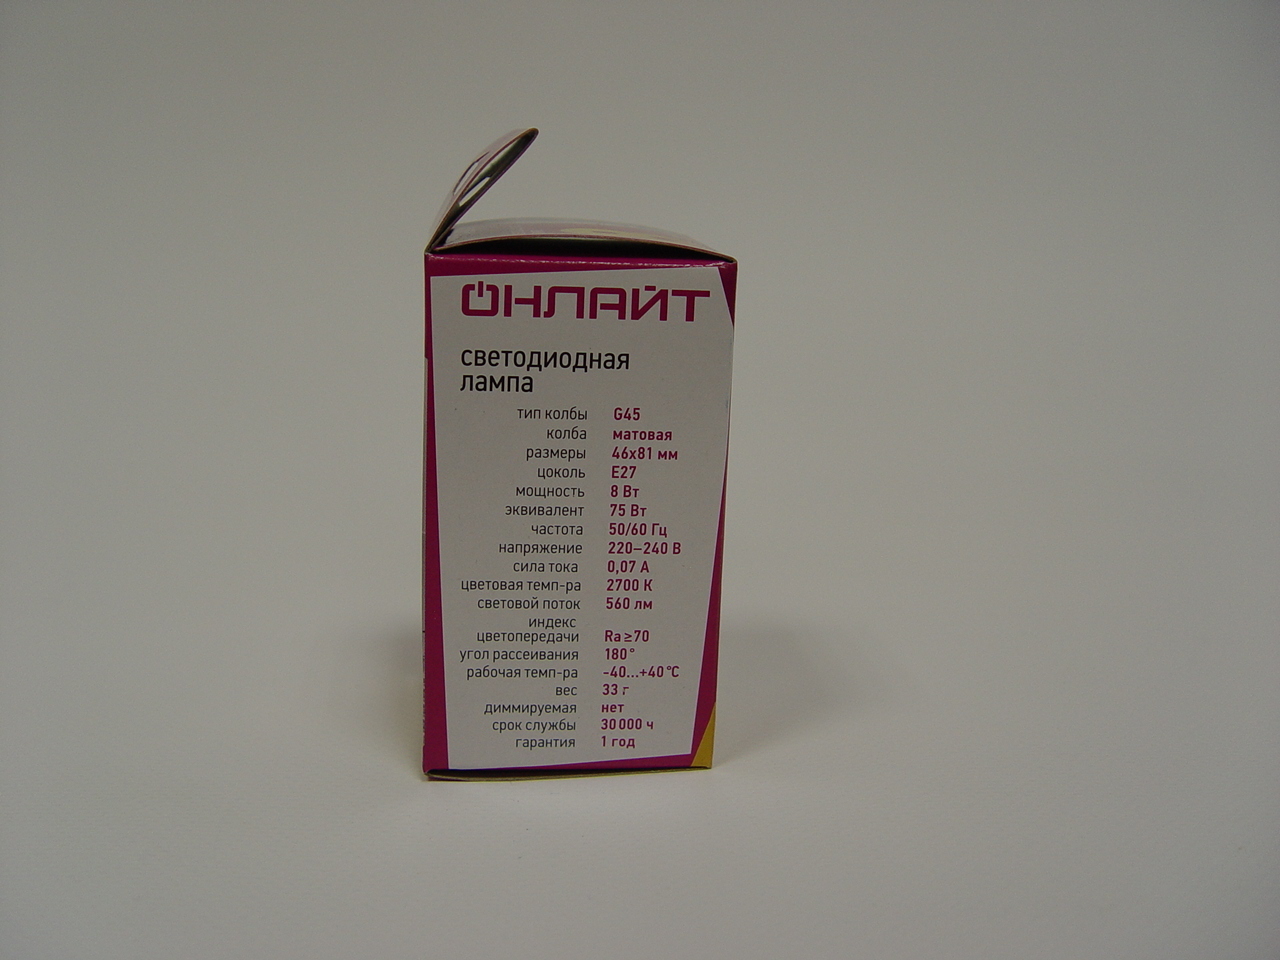 ОНЛАЙТ
светодиодная
лампа
тип колбы G45
колба матовая
размеры 46x81 мм
цоколь E27
мощность 8 Вт
эквивалент 75 Вт
частота 50/60 Гц
напряжение 220–240 В
сила тока 0,07 А
цветовая темп-ра 2700 К
световой поток 560 лм
индекс
цветопередачи Ra≥70
угол рассеивания 180°
рабочая темп-ра -40...+40°C
вес 33 г
диммируемая нет
срок службы 30000 ч
гарантия 1 год